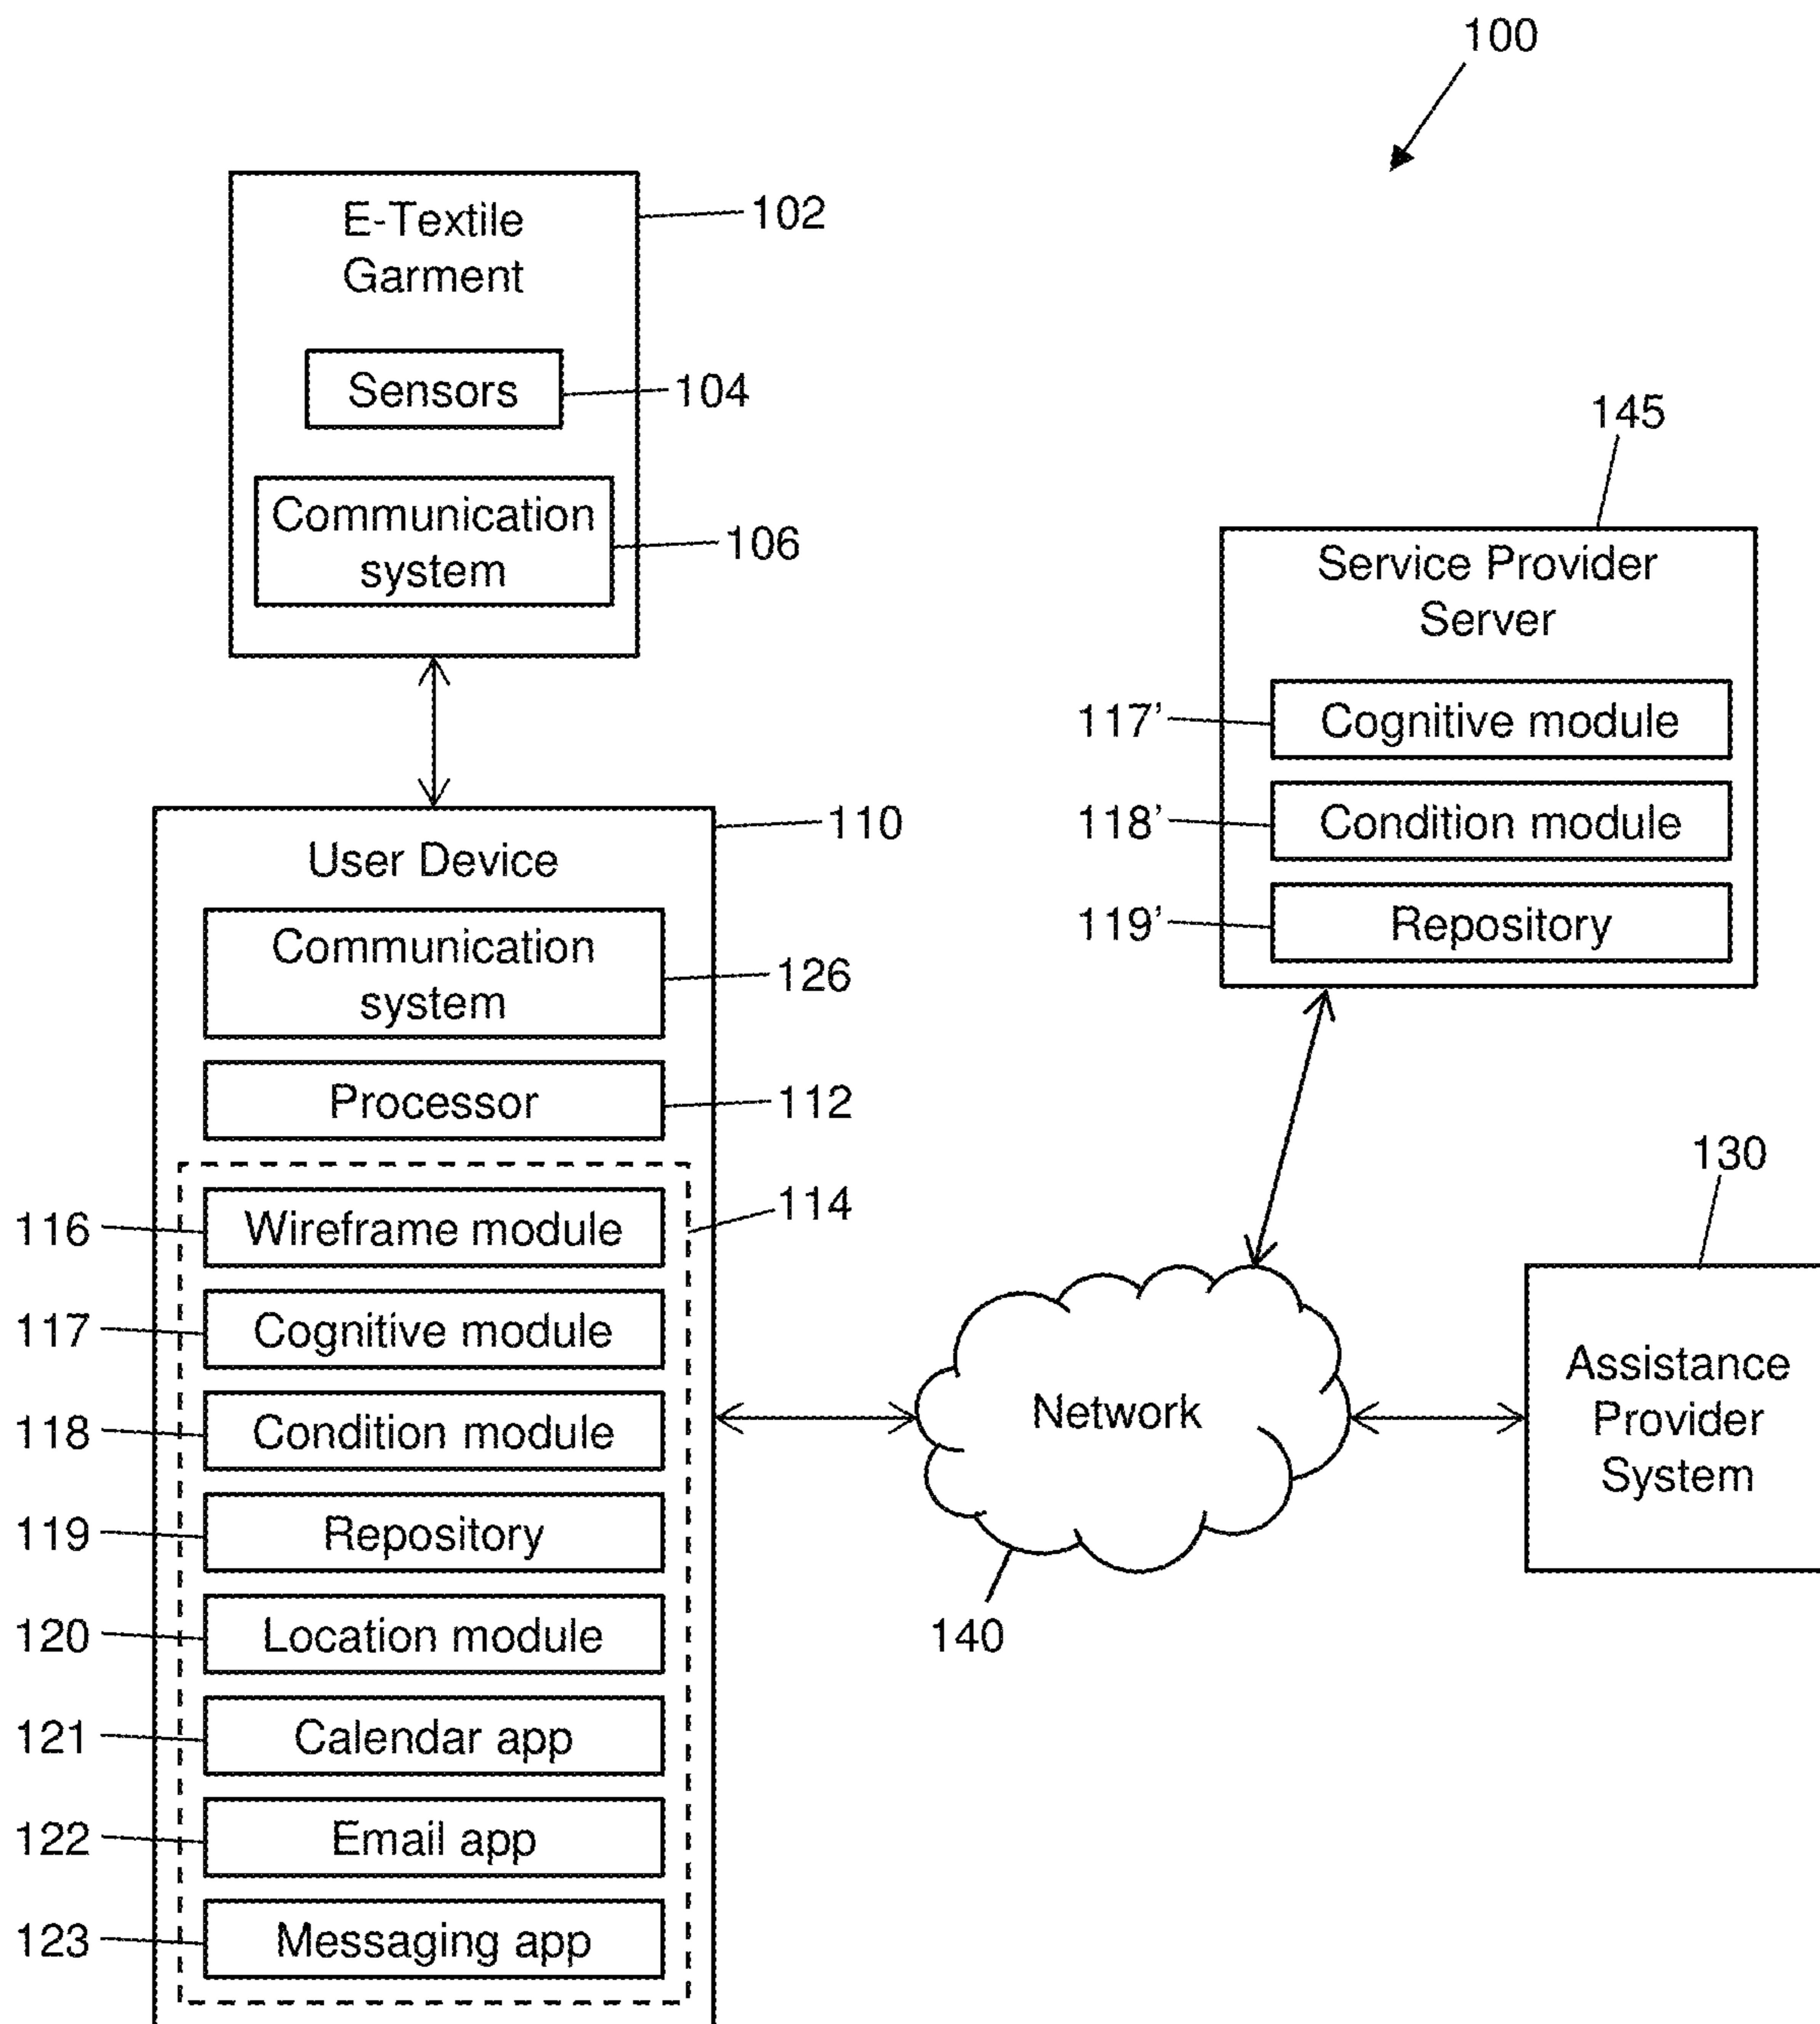 100
E-Textile
Garment
102
Sensors
104
Communication
system
106
145
Service Provider
Server
117’
Cognitive module
118’
Condition module
119’
Repository
110
User Device
Communication
system
126
Processor
112
114
116
Wireframe module
117
Cognitive module
118
Condition module
119
Repository
120
Location module
121
Calendar app
122
Email app
123
Messaging app
Network
140
130
Assistance
Provider
System